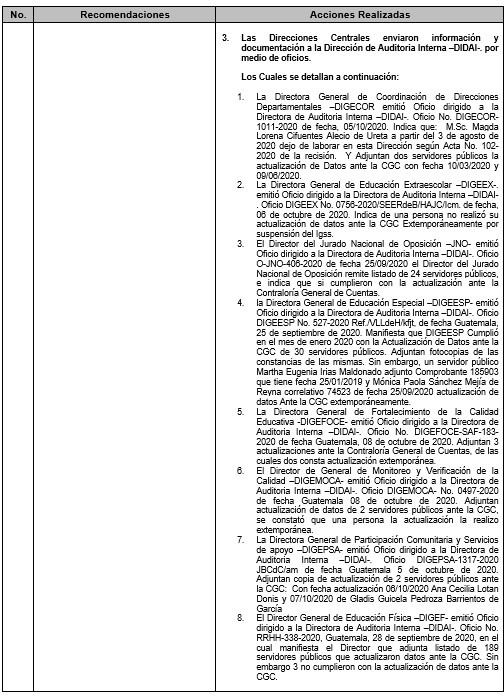 No. Recomendaciones Acciones Realizadas
3. Las Direcciones Centrales enviaron información y
documentación a la Dirección de Auditoria Interna –DIDAI-. por
medio de oficios.
Los Cuales se detallan a continuación:
1. La Directora General de Coordinación de Direcciones
Departamentales –DIGECOR emitió Oficio dirigido a la
Directora de Auditoria Interna –DIDAI-. Oficio No. DIGECOR-
1011-2020 de fecha, 05/10/2020. Indica que: M.Sc. Magda
Lorena Cifuentes Alecio de Ureta a partir del 3 de agosto de
2020 dejo de laborar en esta Dirección según Acta No. 102-
2020 de la recisión. Y Adjuntan dos servidores públicos la
actualización de Datos ante la CGC con fecha 10/03/2020 y
09/06/2020.
2. La Directora General de Educación Extraescolar –DIGEEX-.
emitió Oficio dirigido a la Directora de Auditoria Interna –DIDAI-
. Oficio DIGEEX No. 0756-2020/SEERdeB/HAJC/lcm. de fecha,
06 de octubre de 2020. Indica de una persona no realizó su
actualización de datos ante la CGC Extemporáneamente por
suspensión del Igss.
3. El Director del Jurado Nacional de Oposición –JNO- emitió
Oficio dirigido a la Directora de Auditoria Interna –DIDAI-. Oficio
O-JNO-406-2020 de fecha 25/09/2020 el Director del Jurado
Nacional de Oposición remite listado de 24 servidores públicos,
e indica que si cumplieron con la actualización ante la
Contraloría General de Cuentas.
4. la Directora General de Educación Especial –DIGEESP- emitió
Oficio dirigido a la Directora de Auditoria Interna –DIDAI-. Oficio
DIGEESP No. 527-2020 Ref./VLLdeH/kfjt, de fecha Guatemala,
25 de septiembre de 2020. Manifiesta que DIGEESP Cumplió
en el mes de enero 2020 con la Actualización de Datos ante la
CGC de 30 servidores públicos. Adjuntan fotocopias de las
constancias de las mismas. Sin embargo, un servidor público
Martha Eugenia Irias Maldonado adjunto Comprobante 185903
que tiene fecha 25/01/2019 y Mónica Paola Sánchez Mejía de
Reyna correlativo 74523 de fecha 25/09/2020 actualización de
datos Ante la CGC extemporáneamente.
5. La Directora General de Fortalecimiento de la Calidad
Educativa -DIGEFOCE- emitió Oficio dirigido a la Directora de
Auditoria Interna –DIDAI-. Oficio No. DIGEFOCE-SAF-183-
2020 de fecha Guatemala, 08 de octubre de 2020. Adjuntan 3
actualizaciones ante la Contraloría General de Cuentas, de las
cuales dos consta actualización extemporánea.
6. El Director de General de Monitoreo y Verificación de la
Calidad –DIGEMOCA- emitió Oficio dirigido a la Directora de
Auditoria Interna –DIDAI-. Oficio DIGEMOCA- No. 0497-2020
de fecha Guatemala 08 de octubre de 2020. Adjuntan
actualización de datos de 2 servidores públicos ante la CGC,
se constató que una persona la actualización la realizo
extemporánea.
7. La Directora General de Participación Comunitaria y Servicios
de apoyo –DIGEPSA- emitió Oficio dirigido a la Directora de
Auditoria Interna –DIDAI-. Oficio DIGEPSA-1317-2020
JBCdC/am de fecha Guatemala 5 de octubre de 2020.
Adjuntan copia de actualización de 2 servidores públicos ante
la CGC: Con fecha actualización 06/10/2020 Ana Cecilia Lotan
Donis y 07/10/2020 de Gladis Guicela Pedroza Barrientos de
García
8. El Director General de Educación Física –DIGEF- emitió Oficio
dirigido a la Directora de Auditoria Interna –DIDAI-. Oficio No.
RRHH-338-2020, Guatemala, 28 de septiembre de 2020, en el
cual manifiesta el Director que adjunta listado de 189
servidores públicos que actualizaron datos ante la CGC. Sin
embargo 3 no cumplieron con la actualización de datos ante la
CGC.